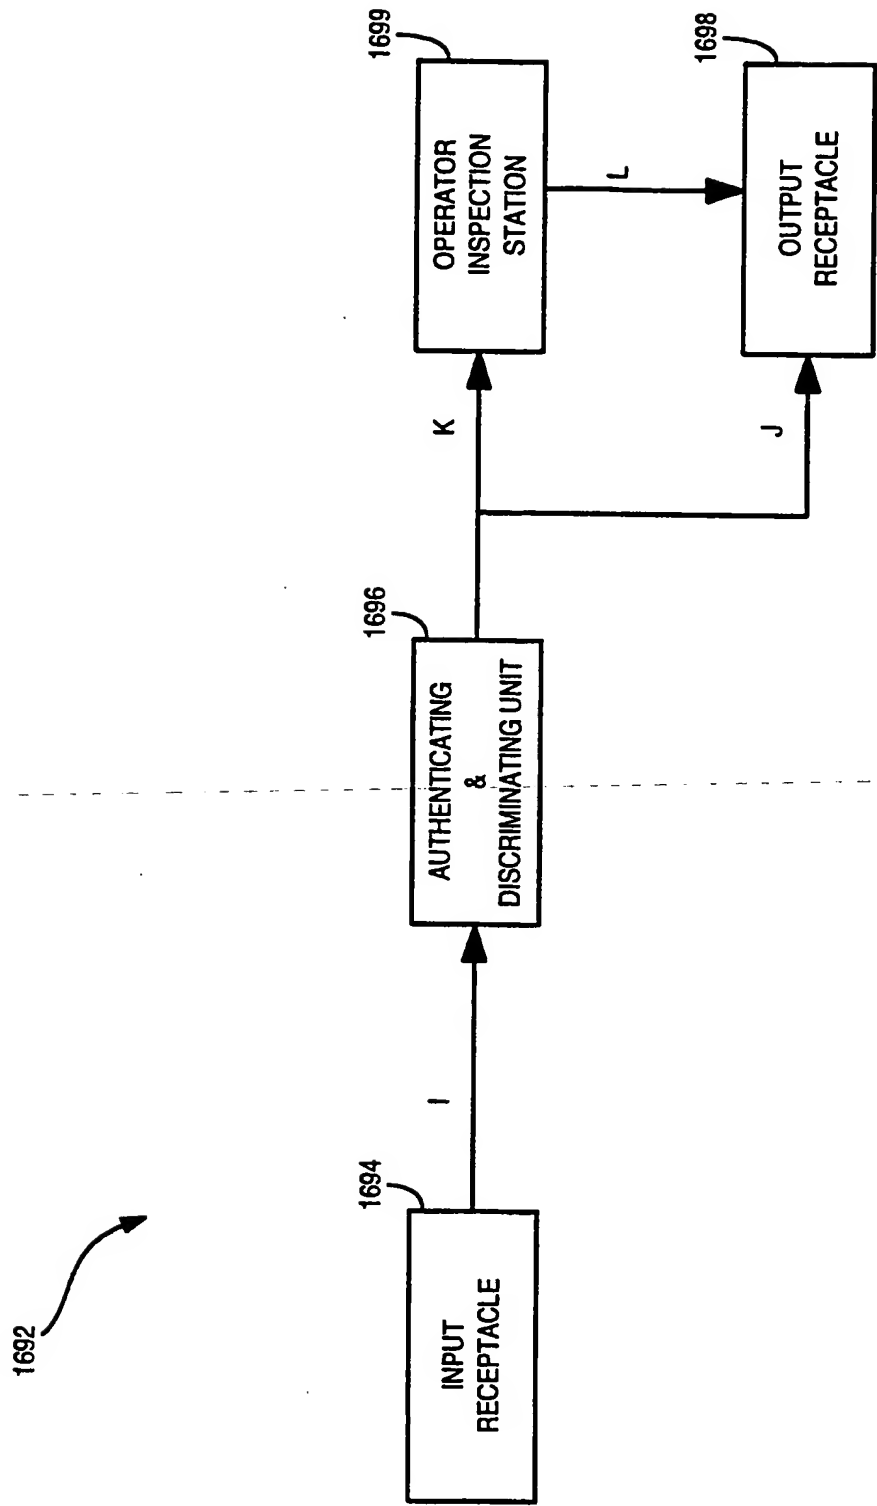 1692
1694
INPUT
RECEPTACLE
I
1696
AUTHENTICATING
&
DISCRIMINATING UNIT
K
J
1699
OPERATOR
INSPECTION
STATION
L
1698
OUTPUT
RECEPTACLE